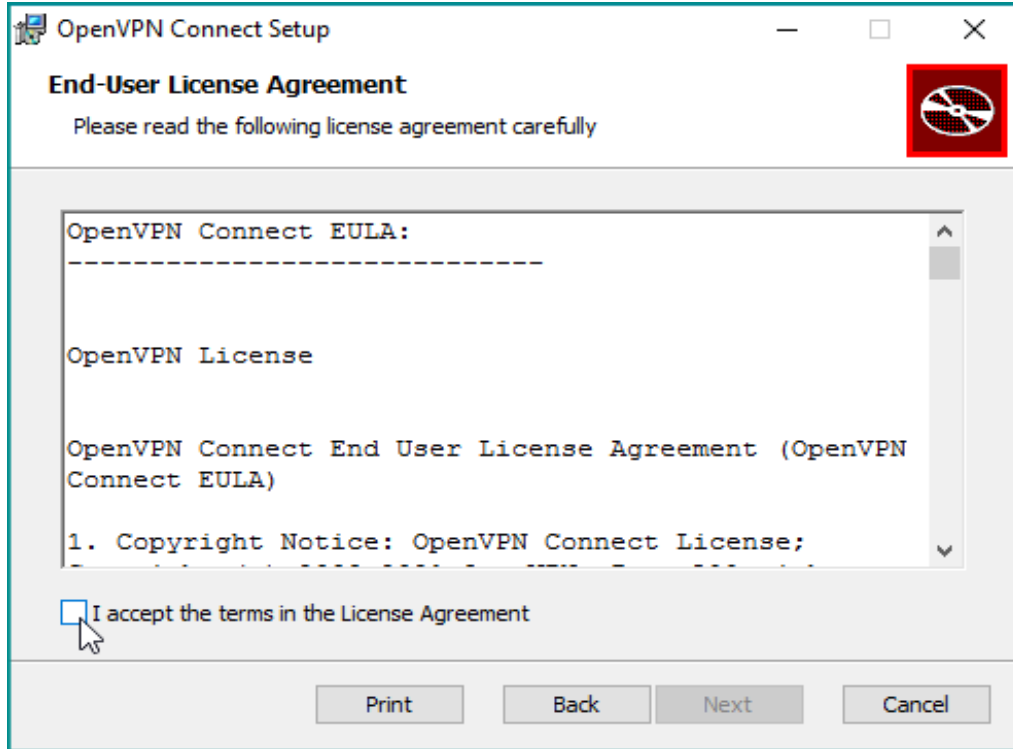 OpenVPN Connect Setup
End-User License Agreement
Please read the following license agreement carefully
OpenVPN Connect EULA:
-----------------------------
OpenVPN License
OpenVPN Connect End User License Agreement (OpenVPN
Connect EULA)
1. Copyright Notice: OpenVPN Connect License;
I accept the terms in the License Agreement
Print Back Next Cancel